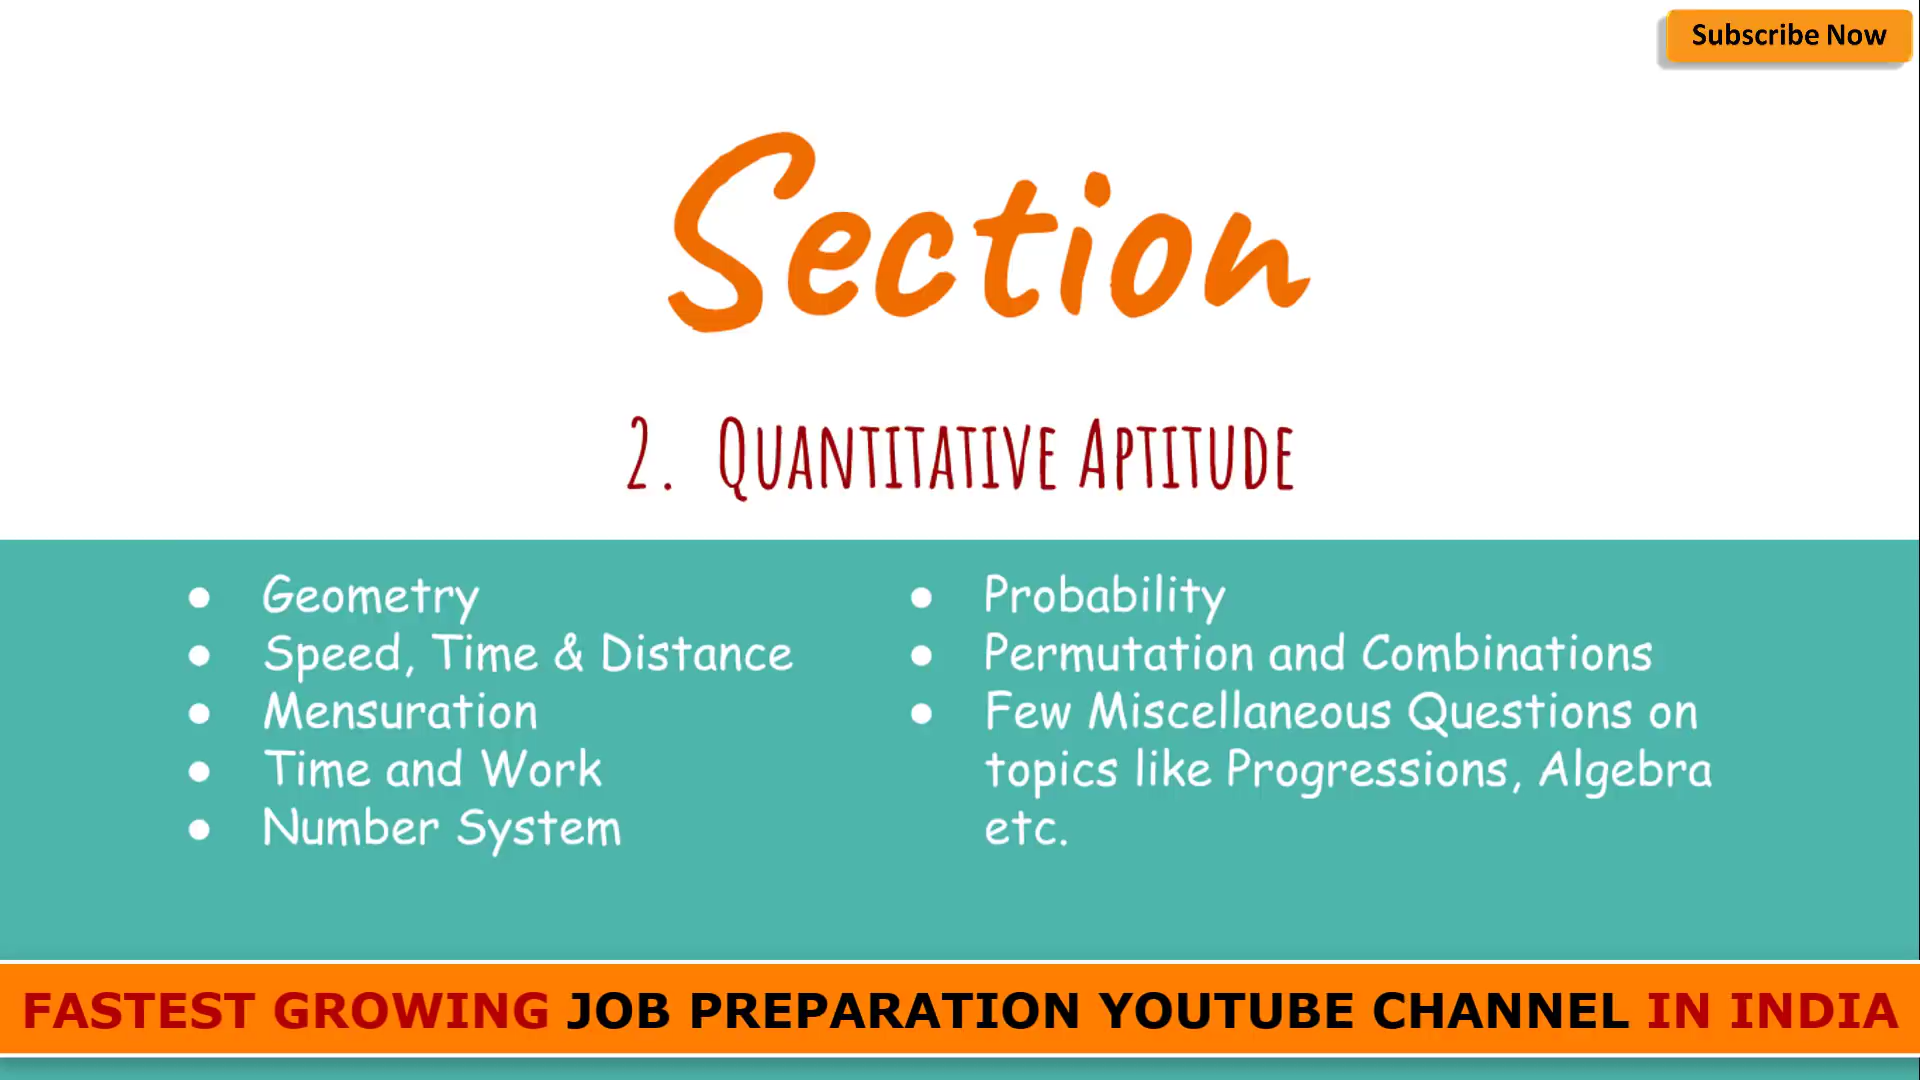 Subscribe Now
Section
2. QUANTITATIVE APTITUDE
● Geometry
● Speed, Time & Distance
● Mensuration
● Time and Work
● Number System
● Probability
● Permutation and Combinations
● Few Miscellaneous Questions on
topics like Progressions, Algebra
etc.
FASTEST GROWING JOB PREPARATION YOUTUBE CHANNEL IN INDIA